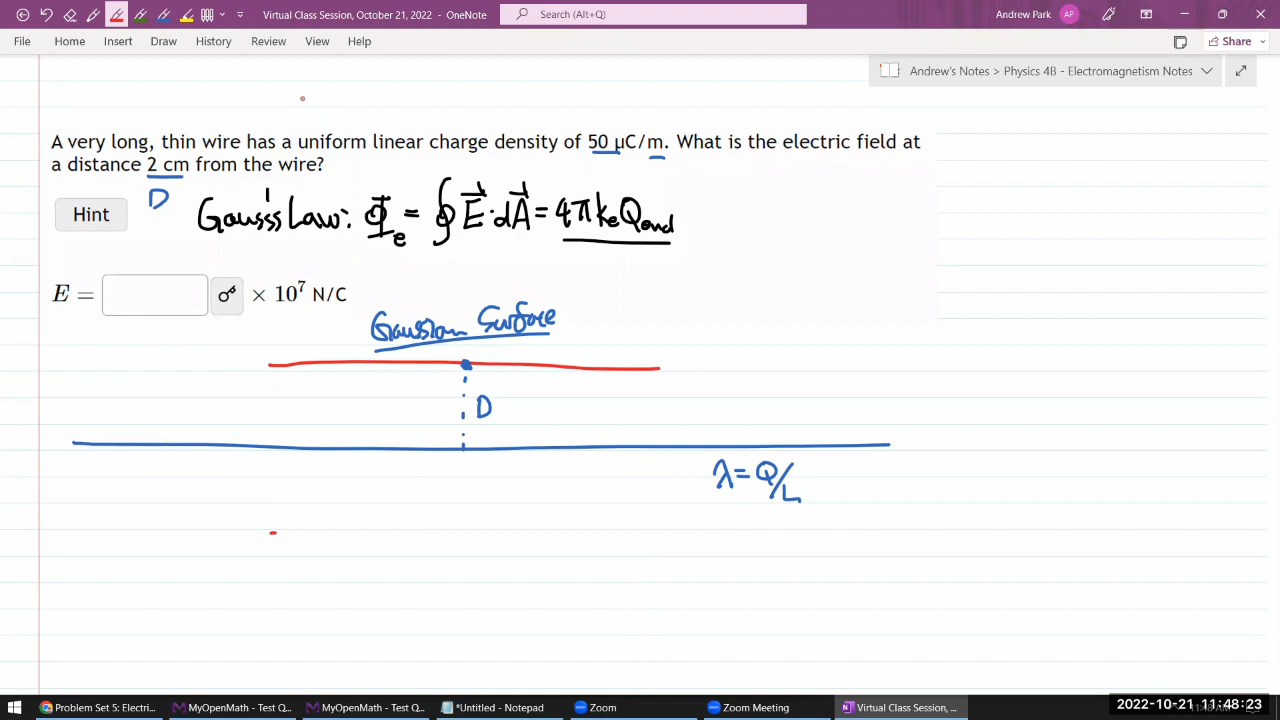 Virtual Class Session, October 21, 2022 - OneNote
Search (Alt+Q)
Andrew Park
AP
File Home Insert Draw History Review View Help
Share
Andrew's Notes > Physics 4B - Electromagnetism Notes
A very long, thin wire has a uniform linear charge density of 50 μC/m. What is the electric field at
a distance 2 cm from the wire?
D
Hint
Gauss's Law: Φe = ∮ E⃗ · dA⃗ = 4πkeQencl
E = × 10⁷ N/C
Gaussian Surface
D
λ = Q/L
Problem Set 5: Electri...
MyOpenMath - Test Q...
MyOpenMath - Test Q...
*Untitled - Notepad
Zoom
Zoom Meeting
Virtual Class Session, ...
2022-10-21 11:48:23